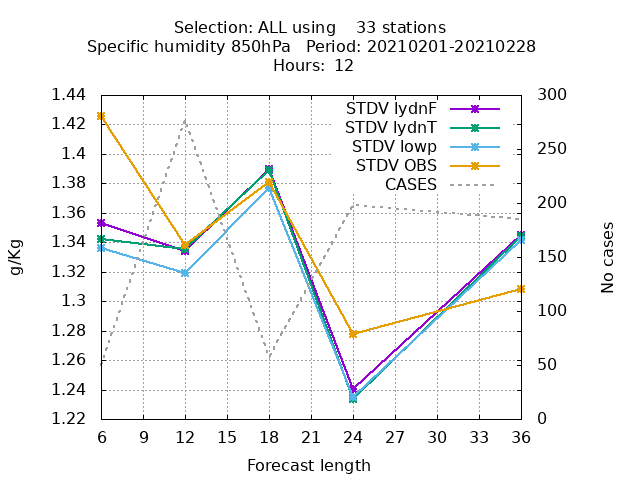 Selection: ALL using    33 stations
Specific humidity 850hPa   Period: 20210201-20210228
Hours: 12
STDV lydnF
STDV lydnT
STDV lowp
STDV OBS
CASES
1.44
1.42
1.4
1.38
1.36
1.34
1.32
1.3
1.28
1.26
1.24
1.22
g/Kg
300
250
200
150
100
50
0
No cases
6 9 12 15 18 21 24 27 30 33 36
Forecast length